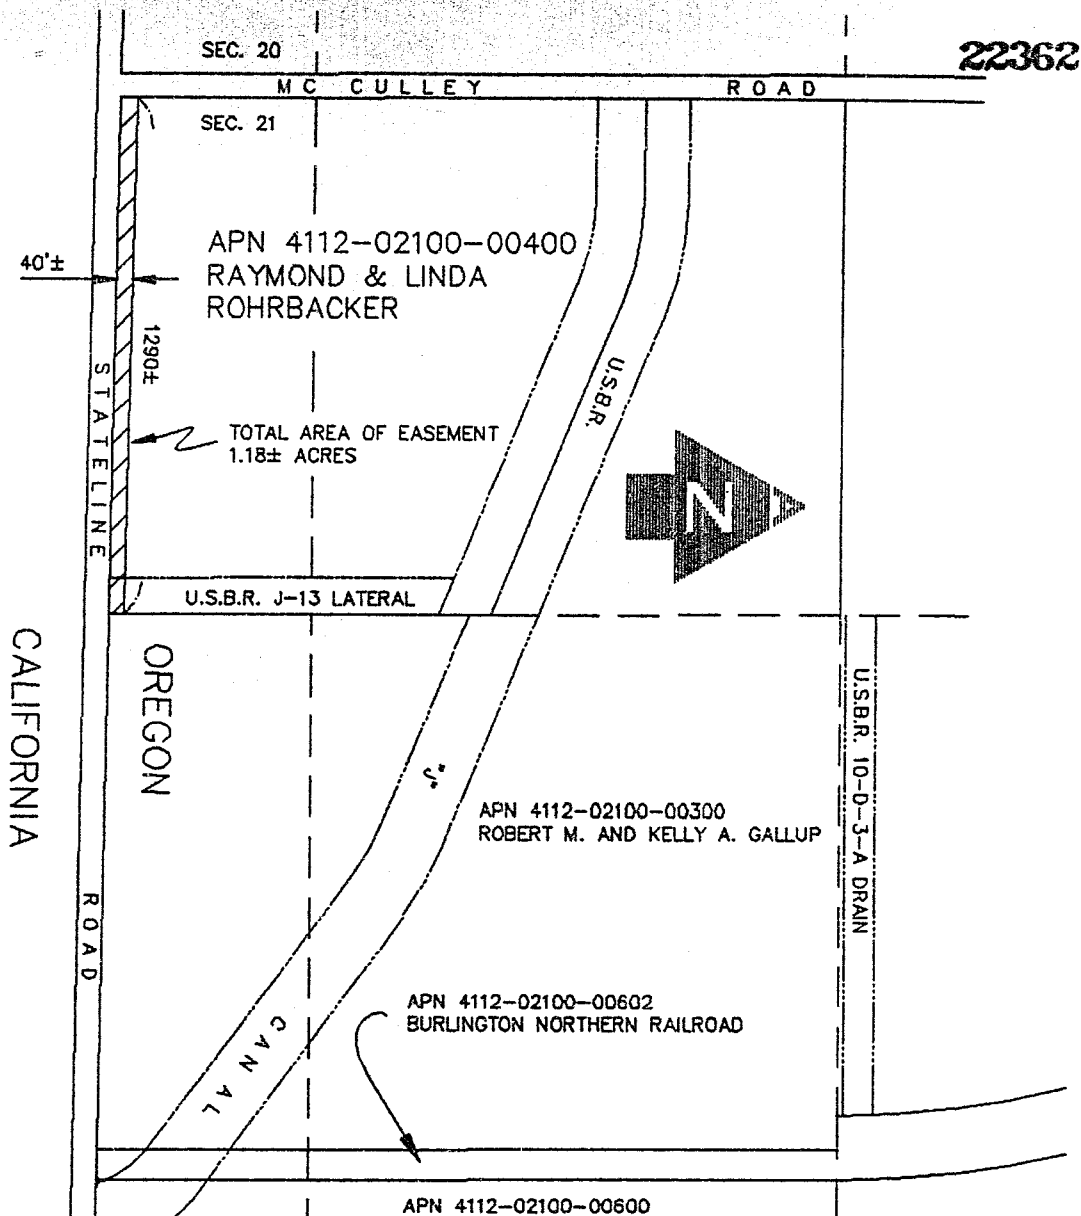 22362
SEC. 20
MC CULLEY ROAD
SEC. 21
APN 4112-02100-00400
RAYMOND & LINDA
ROHRBACKER
40'±
1290±
STATELINE
U.S.B.R.
TOTAL AREA OF EASEMENT
1.18± ACRES
N
U.S.B.R. J-13 LATERAL
CALIFORNIA
OREGON
U.S.B.R. 10-D-3-A DRAIN
"J"
APN 4112-02100-00300
ROBERT M. AND KELLY A. GALLUP
ROAD
APN 4112-02100-00602
BURLINGTON NORTHERN RAILROAD
CANAL
APN 4112-02100-00600